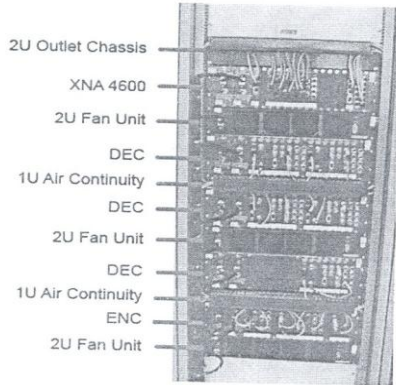 2U Outlet Chassis
XNA 4600
2U Fan Unit
DEC
1U Air Continuity
DEC
2U Fan Unit
DEC
1U Air Continuity
ENC
2U Fan Unit